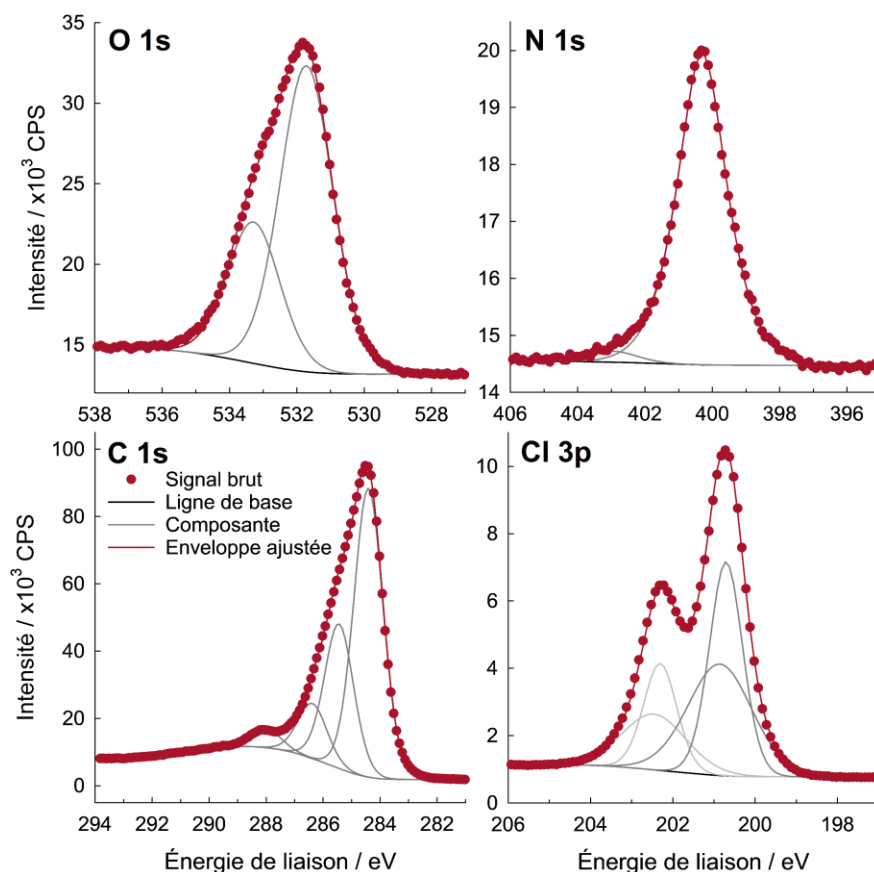 O 1s
Intensité / x10³ CPS
35
30
25
20
15
538 536 534 532 530 528
N 1s
20
19
18
17
16
15
14
406 404 402 400 398 396
C 1s
Signal brut
Ligne de base
Composante
Enveloppe ajustée
Intensité / x10³ CPS
100
80
60
40
20
0
294 292 290 288 286 284 282
Énergie de liaison / eV
Cl 3p
10
8
6
4
2
0
206 204 202 200 198
Énergie de liaison / eV